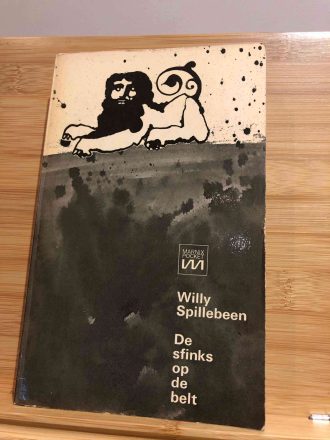 MARNIX
POCKET
Willy
Spillebeen
De
sfinks
op
de
belt